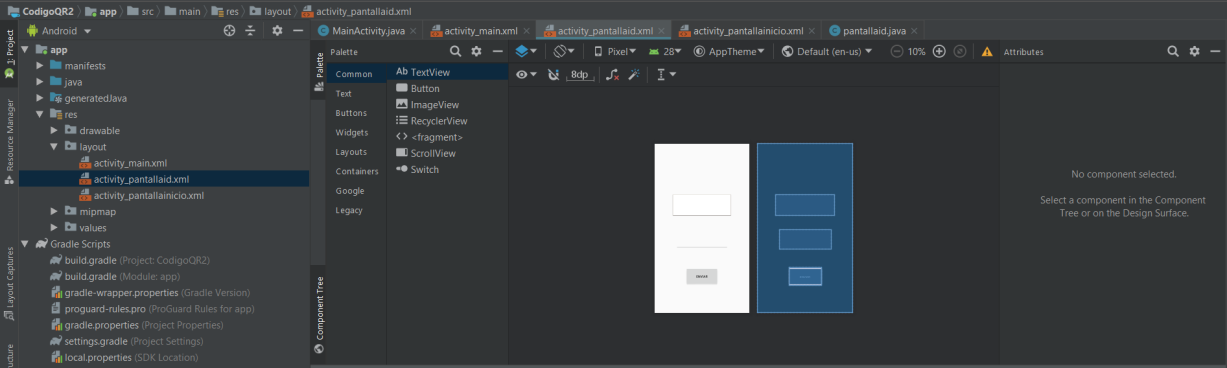 CodigoQR2 app src main res layout activity_pantallaid.xml
Android
MainActivity.java activity_main.xml activity_pantallaid.xml activity_pantallainicio.xml pantallaid.java
1: Project
Resource Manager
Layout Captures
app
manifests
java
generatedJava
res
drawable
layout
activity_main.xml
activity_pantallaid.xml
activity_pantallainicio.xml
mipmap
values
Gradle Scripts
build.gradle (Project: CodigoQR2)
build.gradle (Module: app)
gradle-wrapper.properties (Gradle Version)
proguard-rules.pro (ProGuard Rules for app)
gradle.properties (Project Properties)
settings.gradle (Project Settings)
local.properties (SDK Location)
Palette
Component Tree
Palette
Common
Text
Buttons
Widgets
Layouts
Containers
Google
Legacy
Ab TextView
Button
ImageView
RecyclerView
<fragment>
ScrollView
Switch
Pixel 28 AppTheme Default (en-us) 10%
8dp
Attributes
No component selected.
Select a component in the Component
Tree or on the Design Surface.